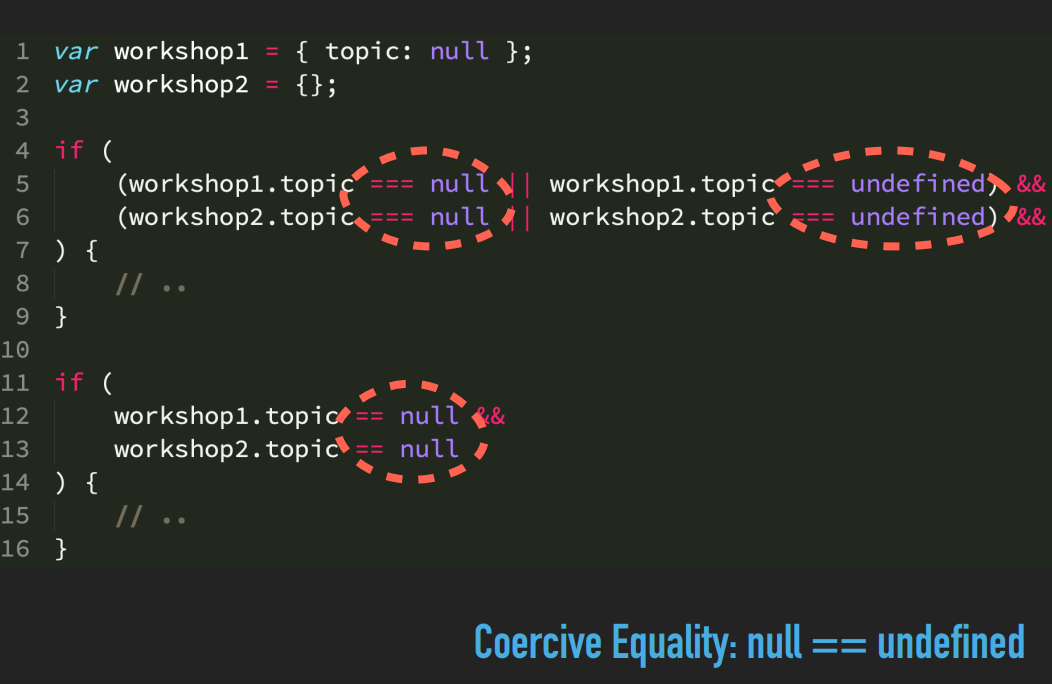 1 var workshop1 = { topic: null };
2 var workshop2 = {};
3
4 if (
5 (workshop1.topic === null || workshop1.topic === undefined) &&
6 (workshop2.topic === null || workshop2.topic === undefined) &&
7 ) {
8 // ..
9 }
10
11 if (
12 workshop1.topic == null &&
13 workshop2.topic == null
14 ) {
15 // ..
16 }
Coercive Equality: null == undefined